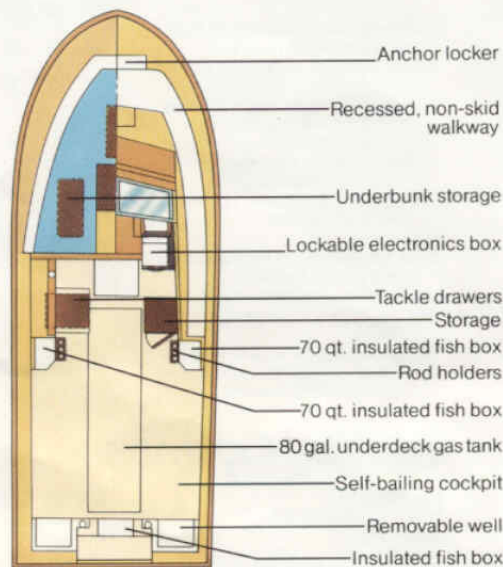 Anchor locker
Recessed, non-skid
walkway
Underbunk storage
Lockable electronics box
Tackle drawers
Storage
70 qt. insulated fish box
Rod holders
70 qt. insulated fish box
80 gal. underdeck gas tank
Self-bailing cockpit
Removable well
Insulated fish box